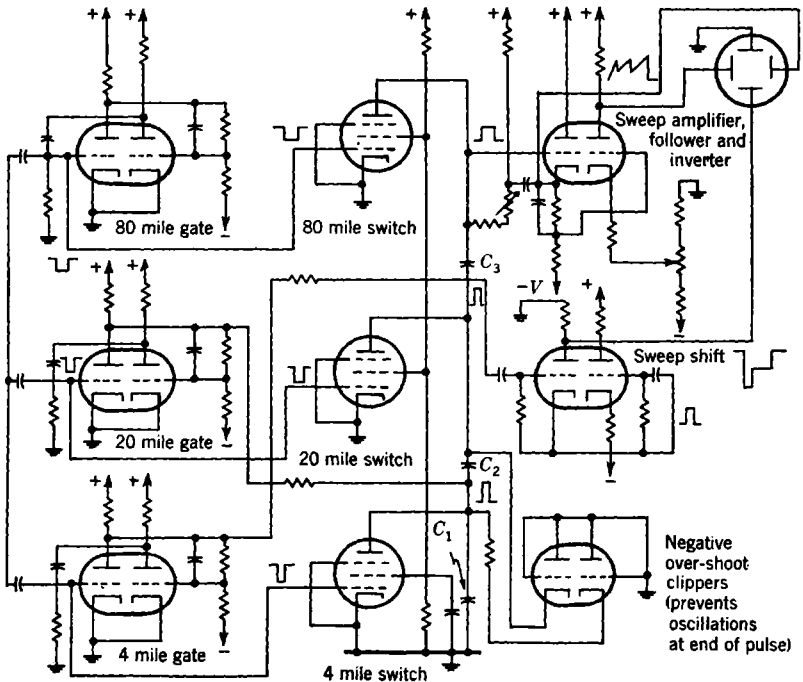 + + + + + +
Sweep amplifier,
follower and
inverter
80 mile gate
80 mile switch
−
−
+ +
C3
−V
+
−
Sweep shift
20 mile gate
−
20 mile switch
C2
−
+ +
C1
Negative
over-shoot
clippers
(prevents
oscillations
at end of pulse)
4 mile gate
−
4 mile switch